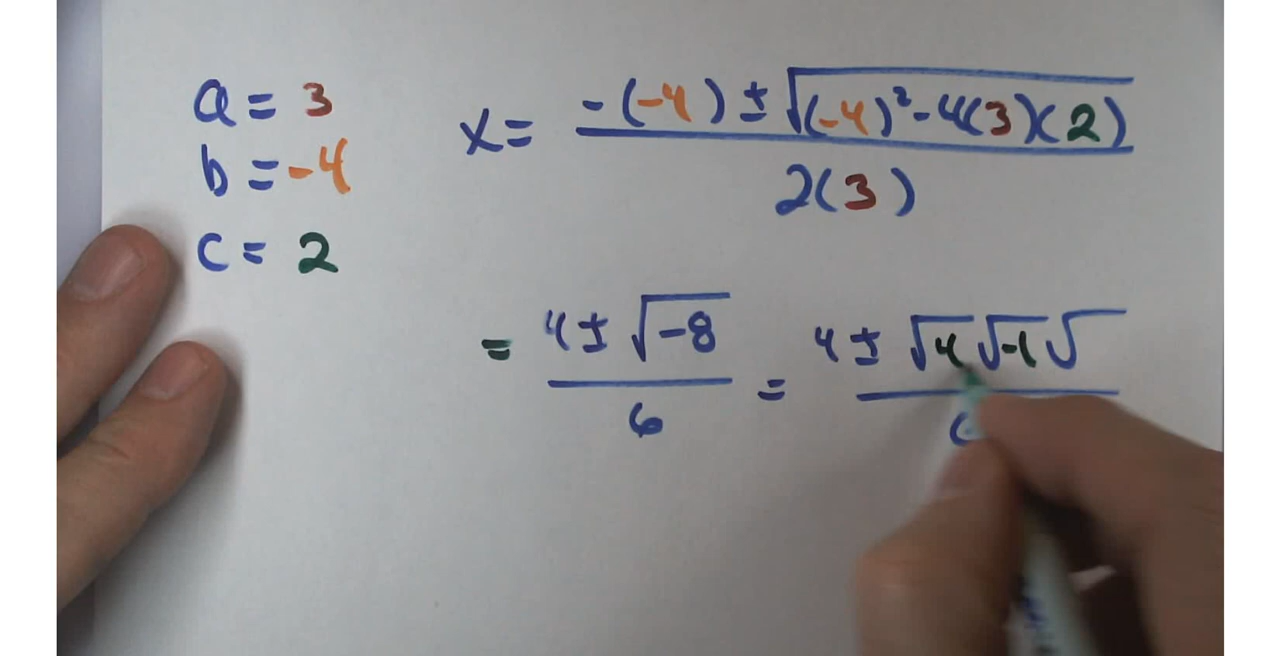 a = 3
b = -4
c = 2
x = -(-4) ± √(-4)² - 4(3)(2)
2(3)
= 4 ± √-8
6
= 4 ± √4 √-1 √